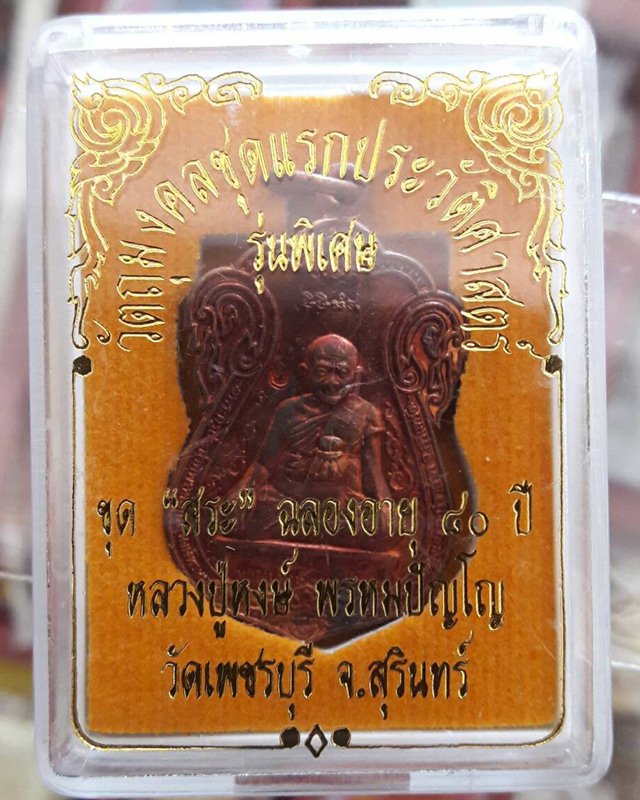 วัตถุมงคลชุดแรกประวัติศาสตร์
รุ่นพิเศษ
ชุด “สระ” ฉลองอายุ ๘๐ ปี
หลวงปู่หงษ์ พรหมปัญโญ
วัดเพชรบุรี จ.สุรินทร์